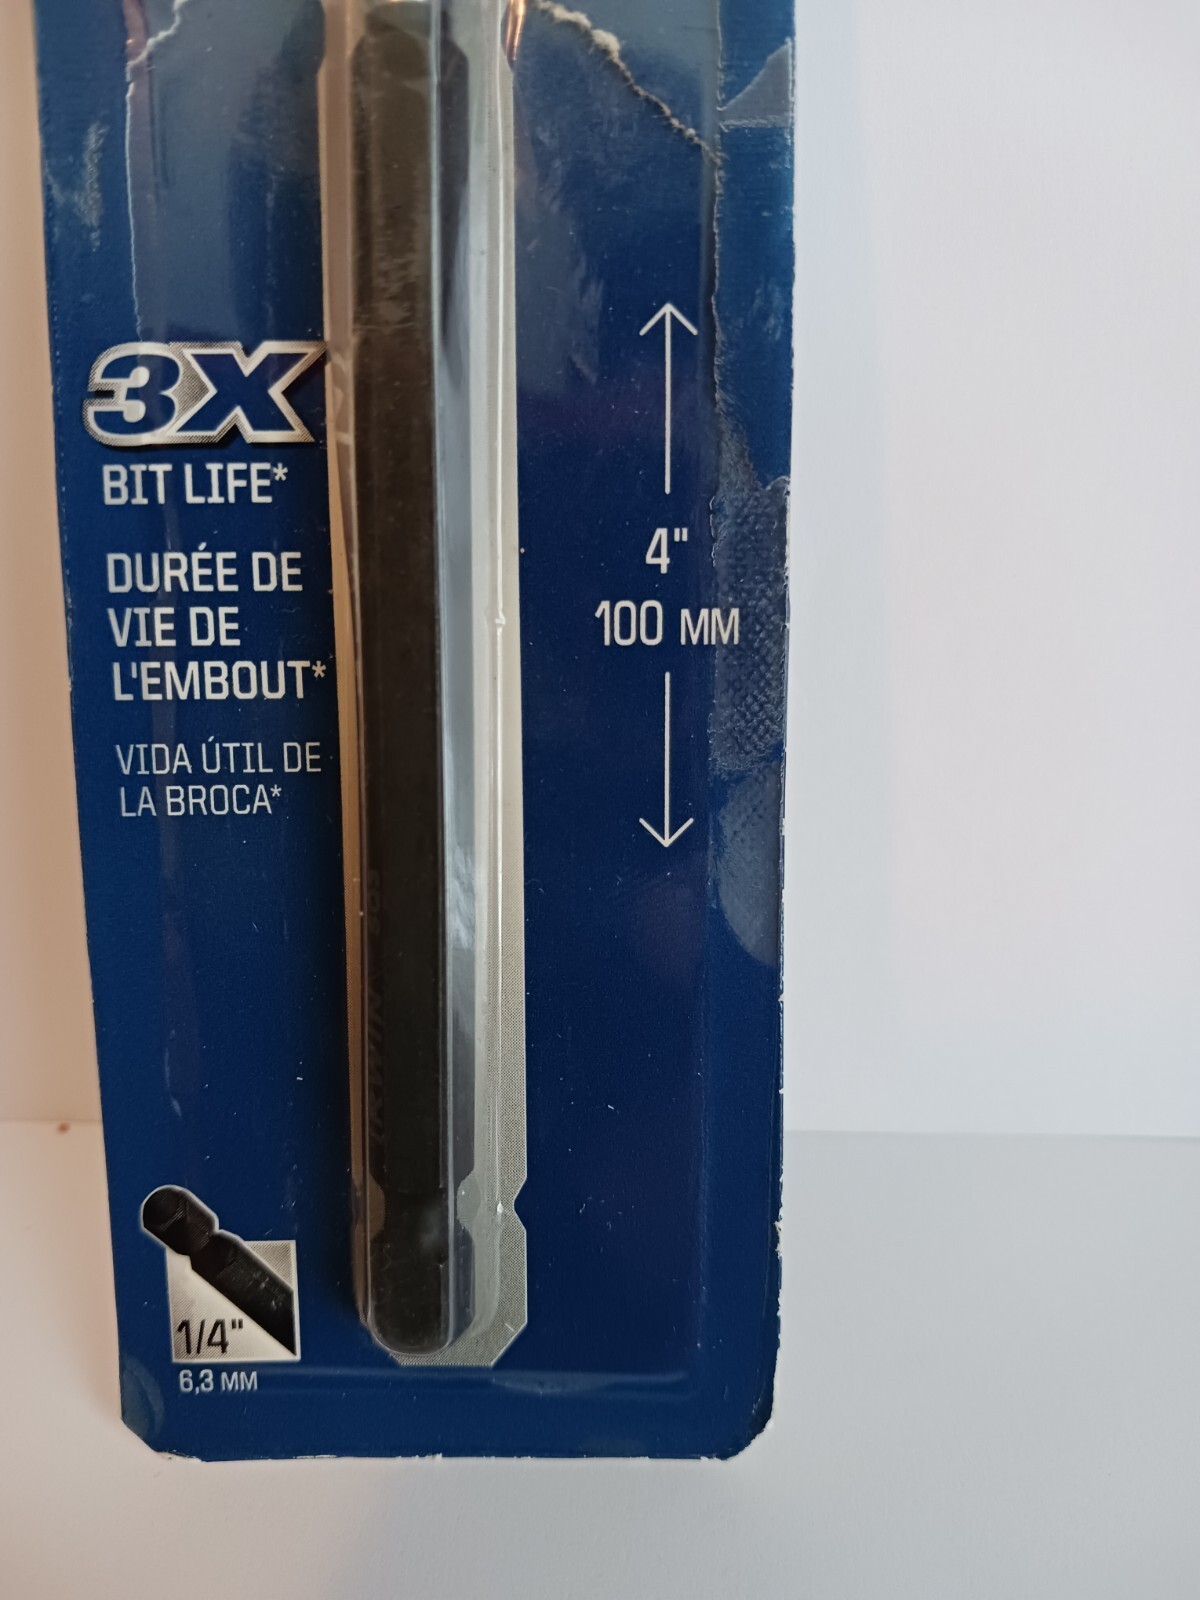 3X
BIT LIFE*
DURÉE DE
VIE DE
L'EMBOUT*
VIDA ÚTIL DE
LA BROCA*
4"
100 MM
IRWIN
1/4"
6,3 MM